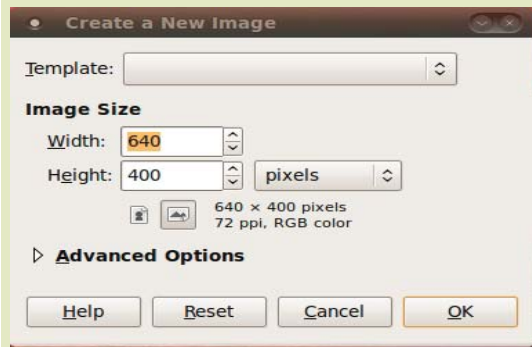 Create a New Image
Template:
Image Size
Width: 640
Height: 400 pixels
640 × 400 pixels
72 ppi, RGB color
Advanced Options
Help Reset Cancel OK